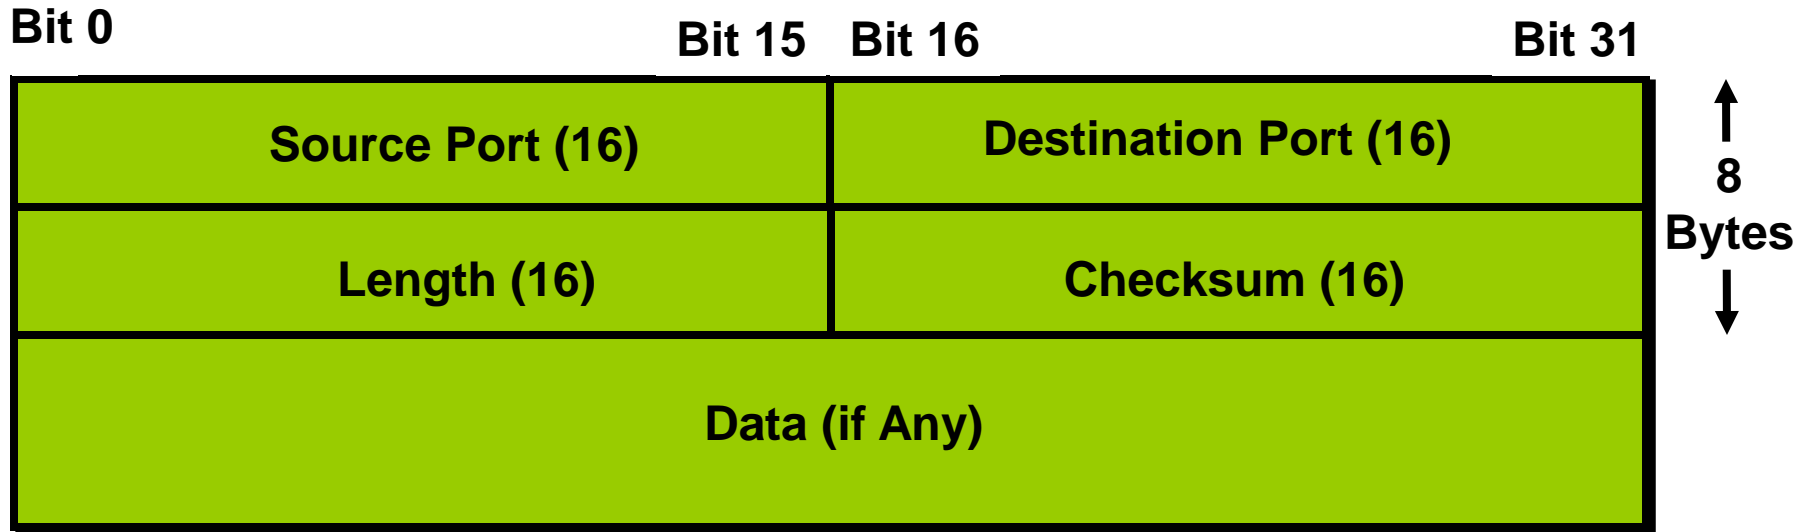 Bit 0
Bit 15
Bit 16
Bit 31
Source Port (16)
Destination Port (16)
8
Bytes
Length (16)
Checksum (16)
Data (if Any)